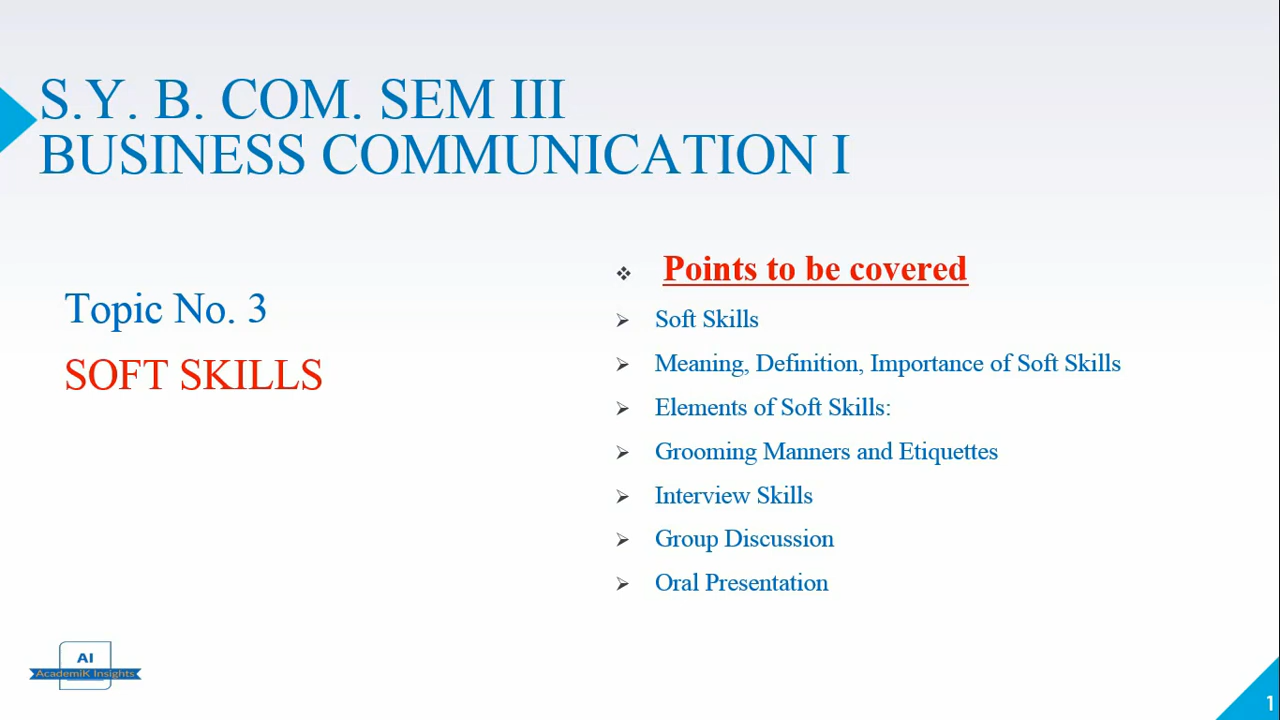 S.Y. B. COM. SEM III
BUSINESS COMMUNICATION I
Topic No. 3
SOFT SKILLS
Points to be covered
Soft Skills
Meaning, Definition, Importance of Soft Skills
Elements of Soft Skills:
Grooming Manners and Etiquettes
Interview Skills
Group Discussion
Oral Presentation
AI
AcademiK Insights
1